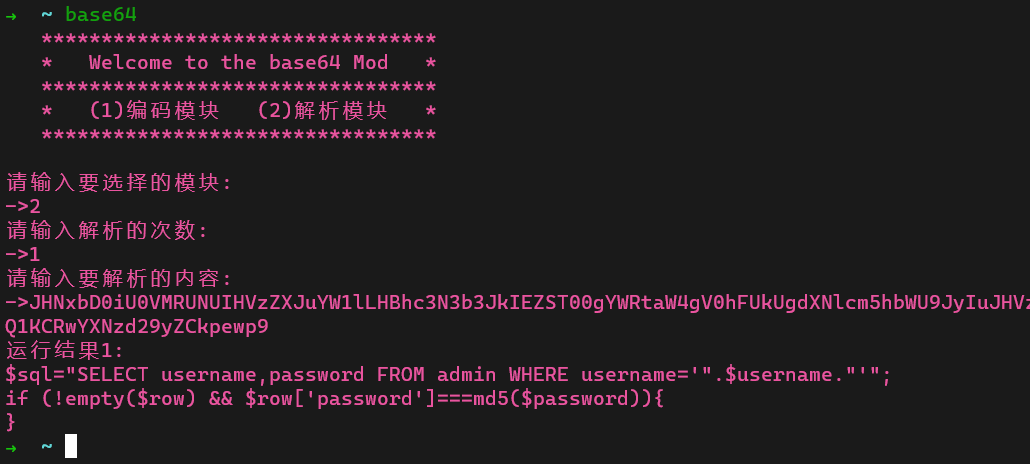 → ~ base64
*********************************
* Welcome to the base64 Mod *
*********************************
* (1)编码模块 (2)解析模块 *
*********************************
请输入要选择的模块:
->2
请输入解析的次数:
->1
请输入要解析的内容:
->JHNxbD0iU0VMRUNUIHVzZXJuYW1lLHBhc3N3b3JkIEZST00gYWRtaW4gV0hFUkUgdXNlcm5hbWU9JyIuJHVz
Q1KCRwYXNzd29yZCkpewp9
运行结果1:
$sql="SELECT username,password FROM admin WHERE username='".$username."'";
if (!empty($row) && $row['password']===md5($password)){
}
→ ~